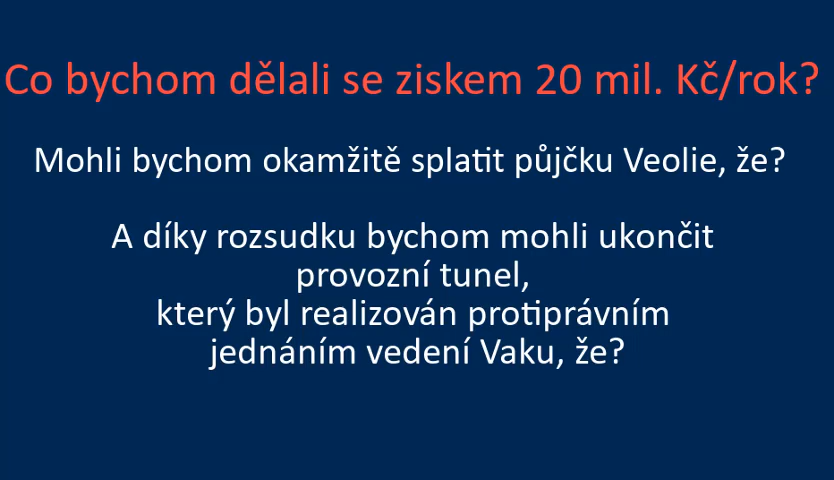 Co bychom dělali se ziskem 20 mil. Kč/rok?
Mohli bychom okamžitě splatit půjčku Veolie, že?
A díky rozsudku bychom mohli ukončit
provozní tunel,
který byl realizován protiprávním
jednáním vedení Vaku, že?